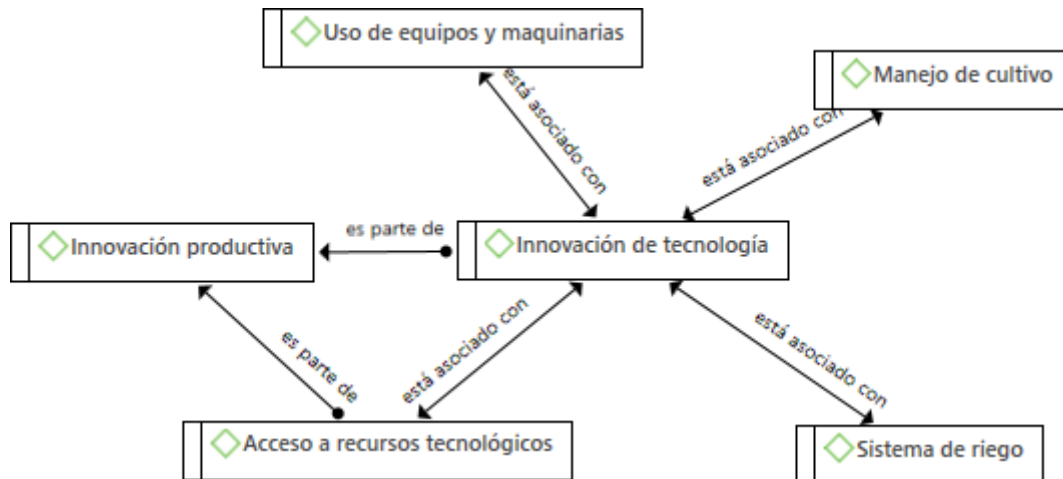 Uso de equipos y maquinarias
Manejo de cultivo
está asociado con
está asociado con
Innovación productiva
es parte de
Innovación de tecnología
es parte de
está asociado con
está asociado con
Acceso a recursos tecnológicos
Sistema de riego